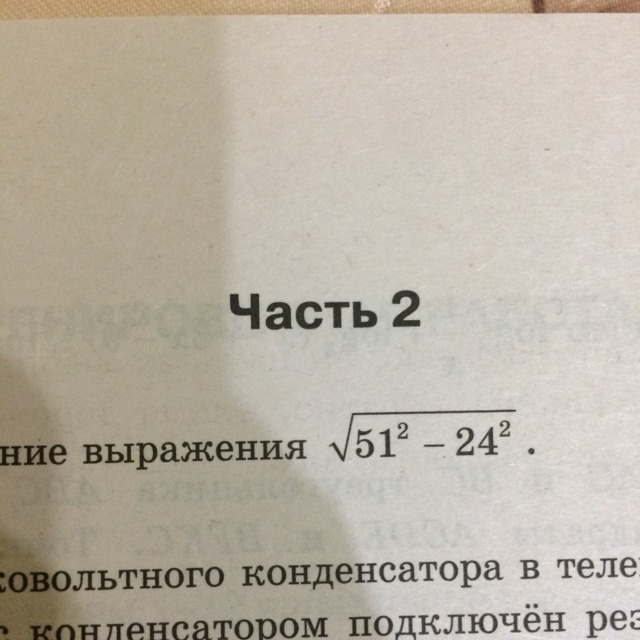 Часть 2
ние выражения √51² − 24² .
ковольтного конденсатора в теле
с конденсатором подключён рез